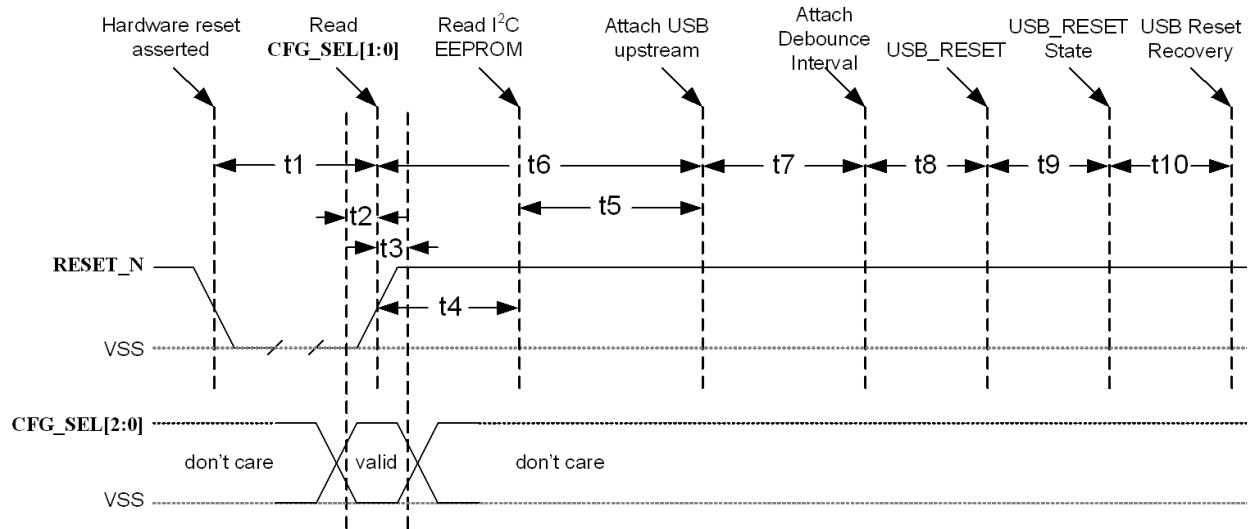 Hardware reset
asserted
Read
CFG_SEL[1:0]
Read I²C
EEPROM
Attach USB
upstream
Attach
Debounce
Interval
USB_RESET
USB_RESET
State
USB Reset
Recovery
t1
t6
t7
t8
t9
t10
t2
t5
t3
RESET_N
t4
VSS
CFG_SEL[2:0]
don't care
valid
don't care
VSS